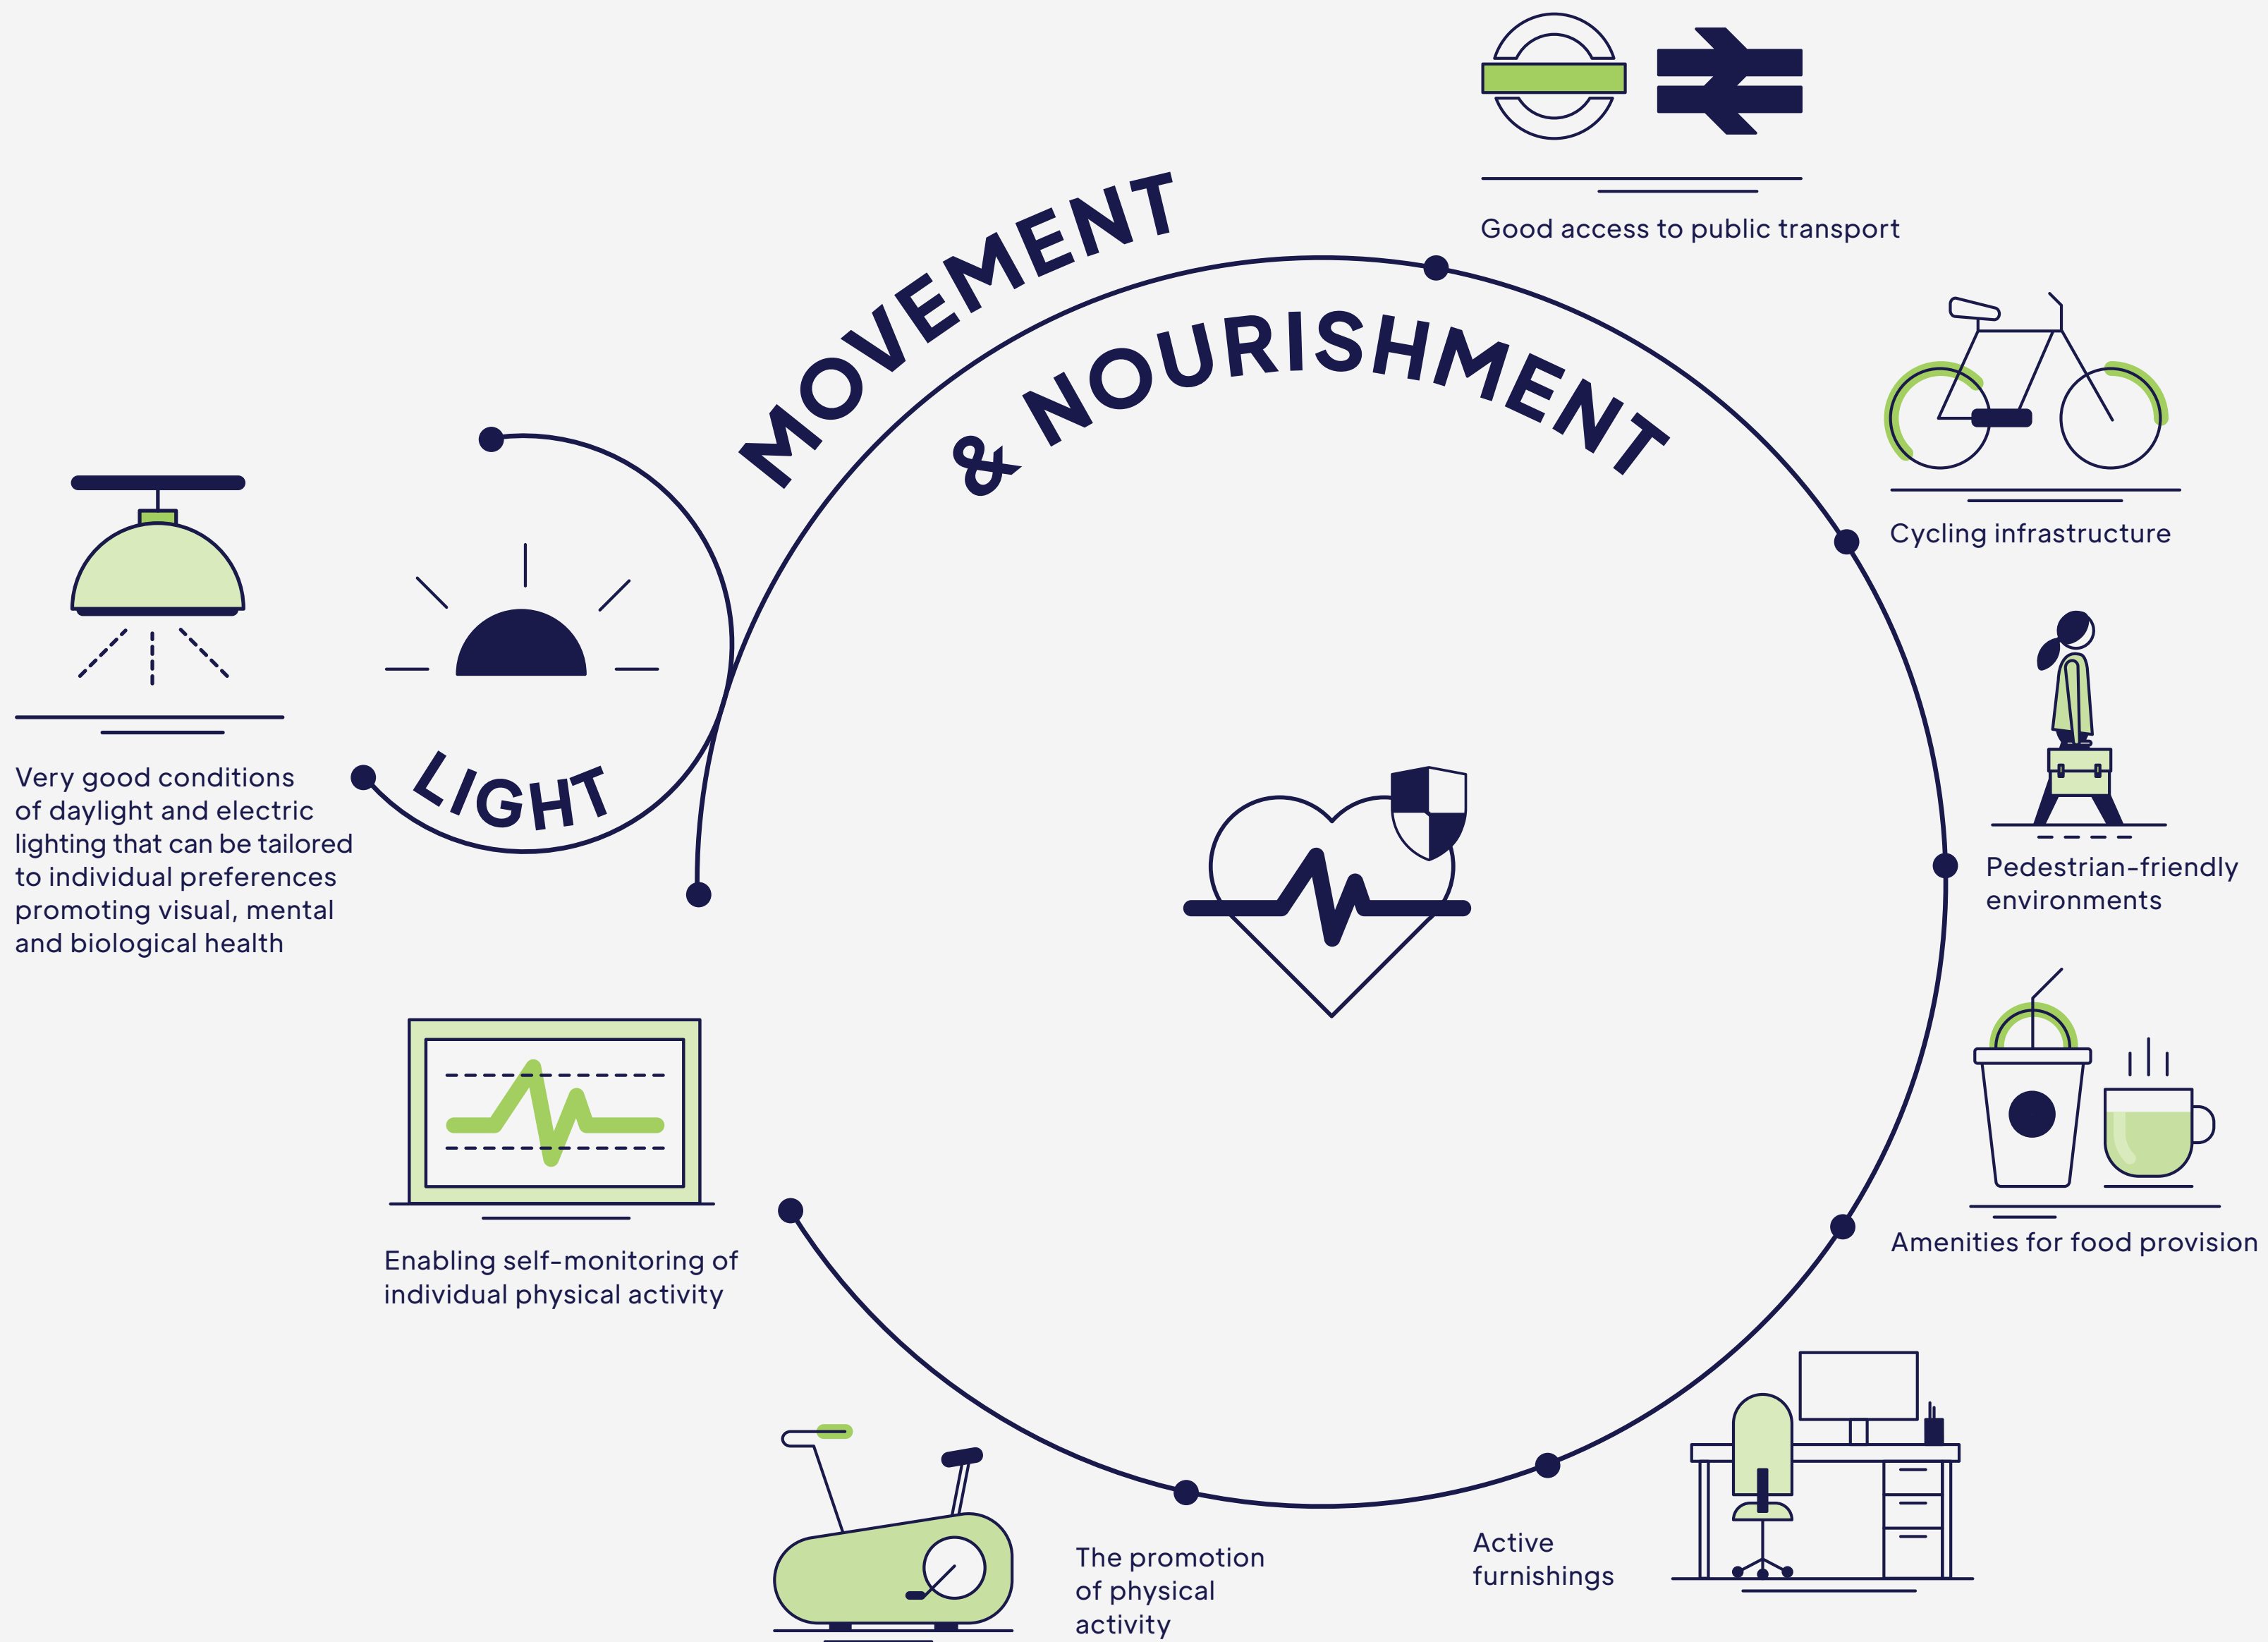 MOVEMENT
& NOURISHMENT
Good access to public transport
Cycling infrastructure
Pedestrian-friendly
environments
Amenities for food provision
Active
furnishings
The promotion
of physical
activity
Enabling self-monitoring of
individual physical activity
LIGHT
Very good conditions
of daylight and electric
lighting that can be tailored
to individual preferences
promoting visual, mental
and biological health